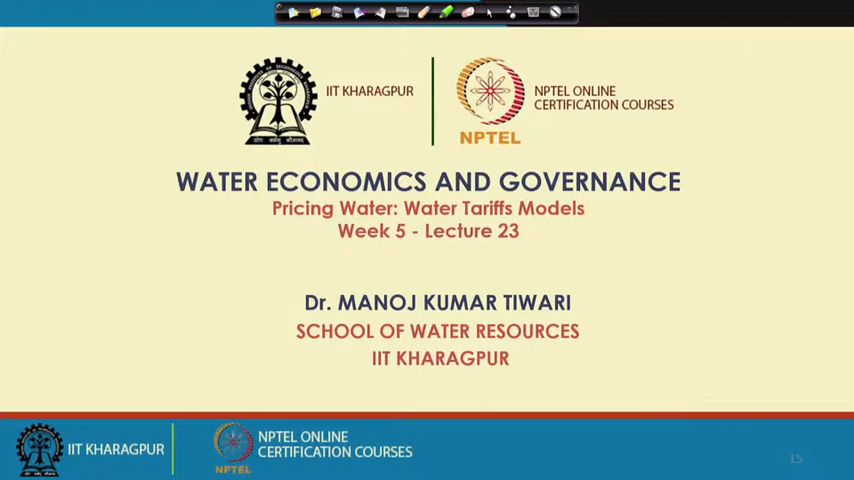 IIT KHARAGPUR
NPTEL
NPTEL ONLINE
CERTIFICATION COURSES
WATER ECONOMICS AND GOVERNANCE
Pricing Water: Water Tariffs Models
Week 5 - Lecture 23
Dr. MANOJ KUMAR TIWARI
SCHOOL OF WATER RESOURCES
IIT KHARAGPUR
IIT KHARAGPUR
NPTEL
NPTEL ONLINE
CERTIFICATION COURSES
15